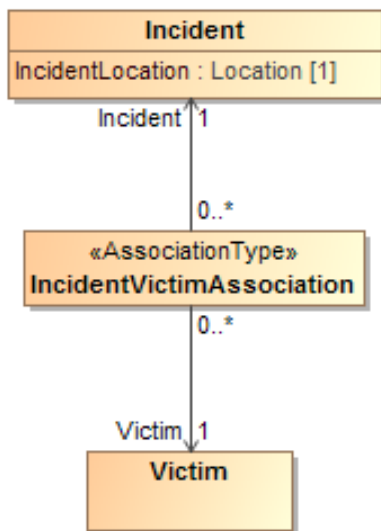 Incident
IncidentLocation : Location [1]
Incident 1
0..*
«AssociationType»
IncidentVictimAssociation
0..*
Victim 1
Victim